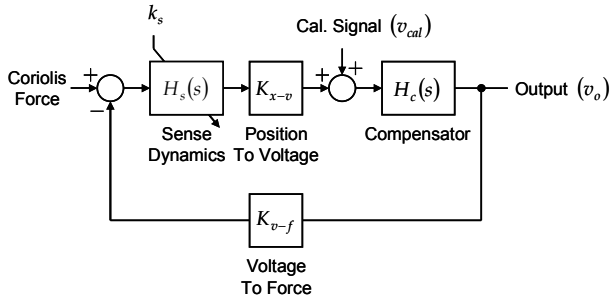 k_s
Cal. Signal (v_cal)
Coriolis
Force
+
−
H_s(s)
K_x−v
+
+
H_c(s)
Output (v_o)
Sense
Dynamics
Position
To Voltage
Compensator
K_v−f
Voltage
To Force